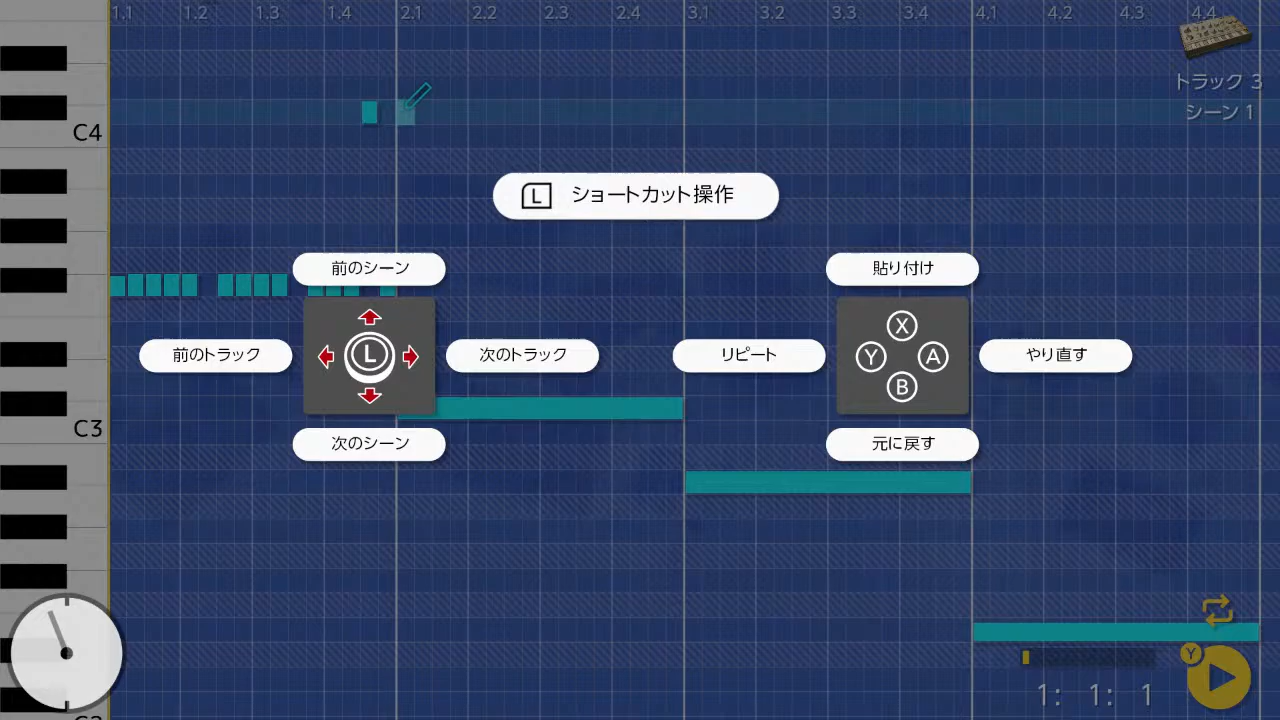 1.1 1.2 1.3 1.4 2.1 2.2 2.3 2.4 3.1 3.2 3.3 3.4 4.1 4.2 4.3 4.4
トラック 3
シーン 1
C4
L ショートカット操作
前のシーン
貼り付け
X
前のトラック L 次のトラック リピート Y A やり直す
B
C3
次のシーン
元に戻す
Y
1: 1: 1